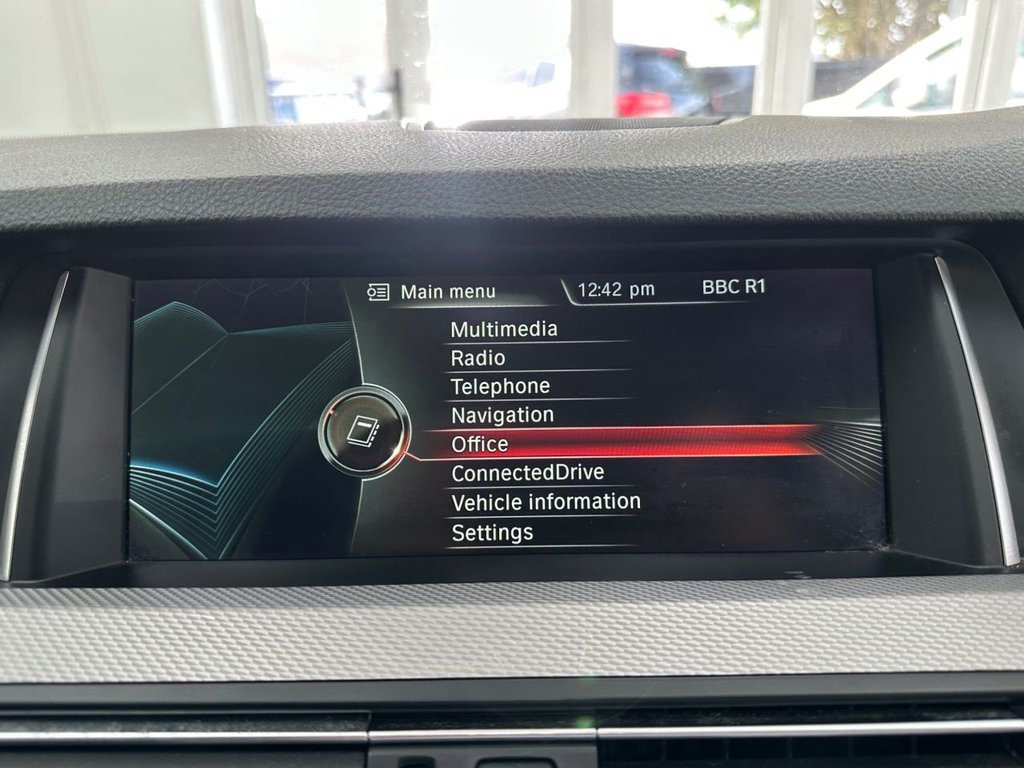 Main menu 12:42 pm BBC R1
Multimedia
Radio
Telephone
Navigation
Office
ConnectedDrive
Vehicle information
Settings